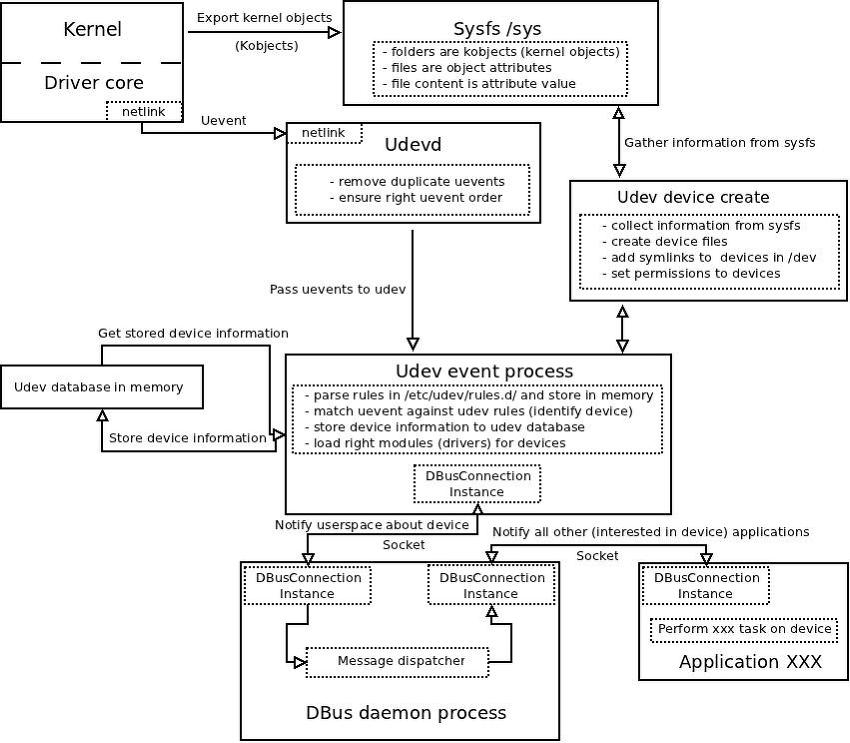 Kernel
Driver core
netlink
Export kernel objects
(Kobjects)
Sysfs /sys
- folders are kobjects (kernel objects)
- files are object attributes
- file content is attribute value
Uevent
netlink
Udevd
- remove duplicate uevents
- ensure right uevent order
Gather information from sysfs
Udev device create
- collect information from sysfs
- create device files
- add symlinks to devices in /dev
- set permissions to devices
Pass uevents to udev
Get stored device information
Udev database in memory
Store device information
Udev event process
- parse rules in /etc/udev/rules.d/ and store in memory
- match uevent against udev rules (identify device)
- store device information to udev database
- load right modules (drivers) for devices
DBusConnection
Instance
Notify userspace about device
Socket
Notify all other (interested in device) applications
Socket
DBusConnection
Instance
DBusConnection
Instance
Message dispatcher
DBus daemon process
DBusConnection
Instance
Perform xxx task on device
Application XXX